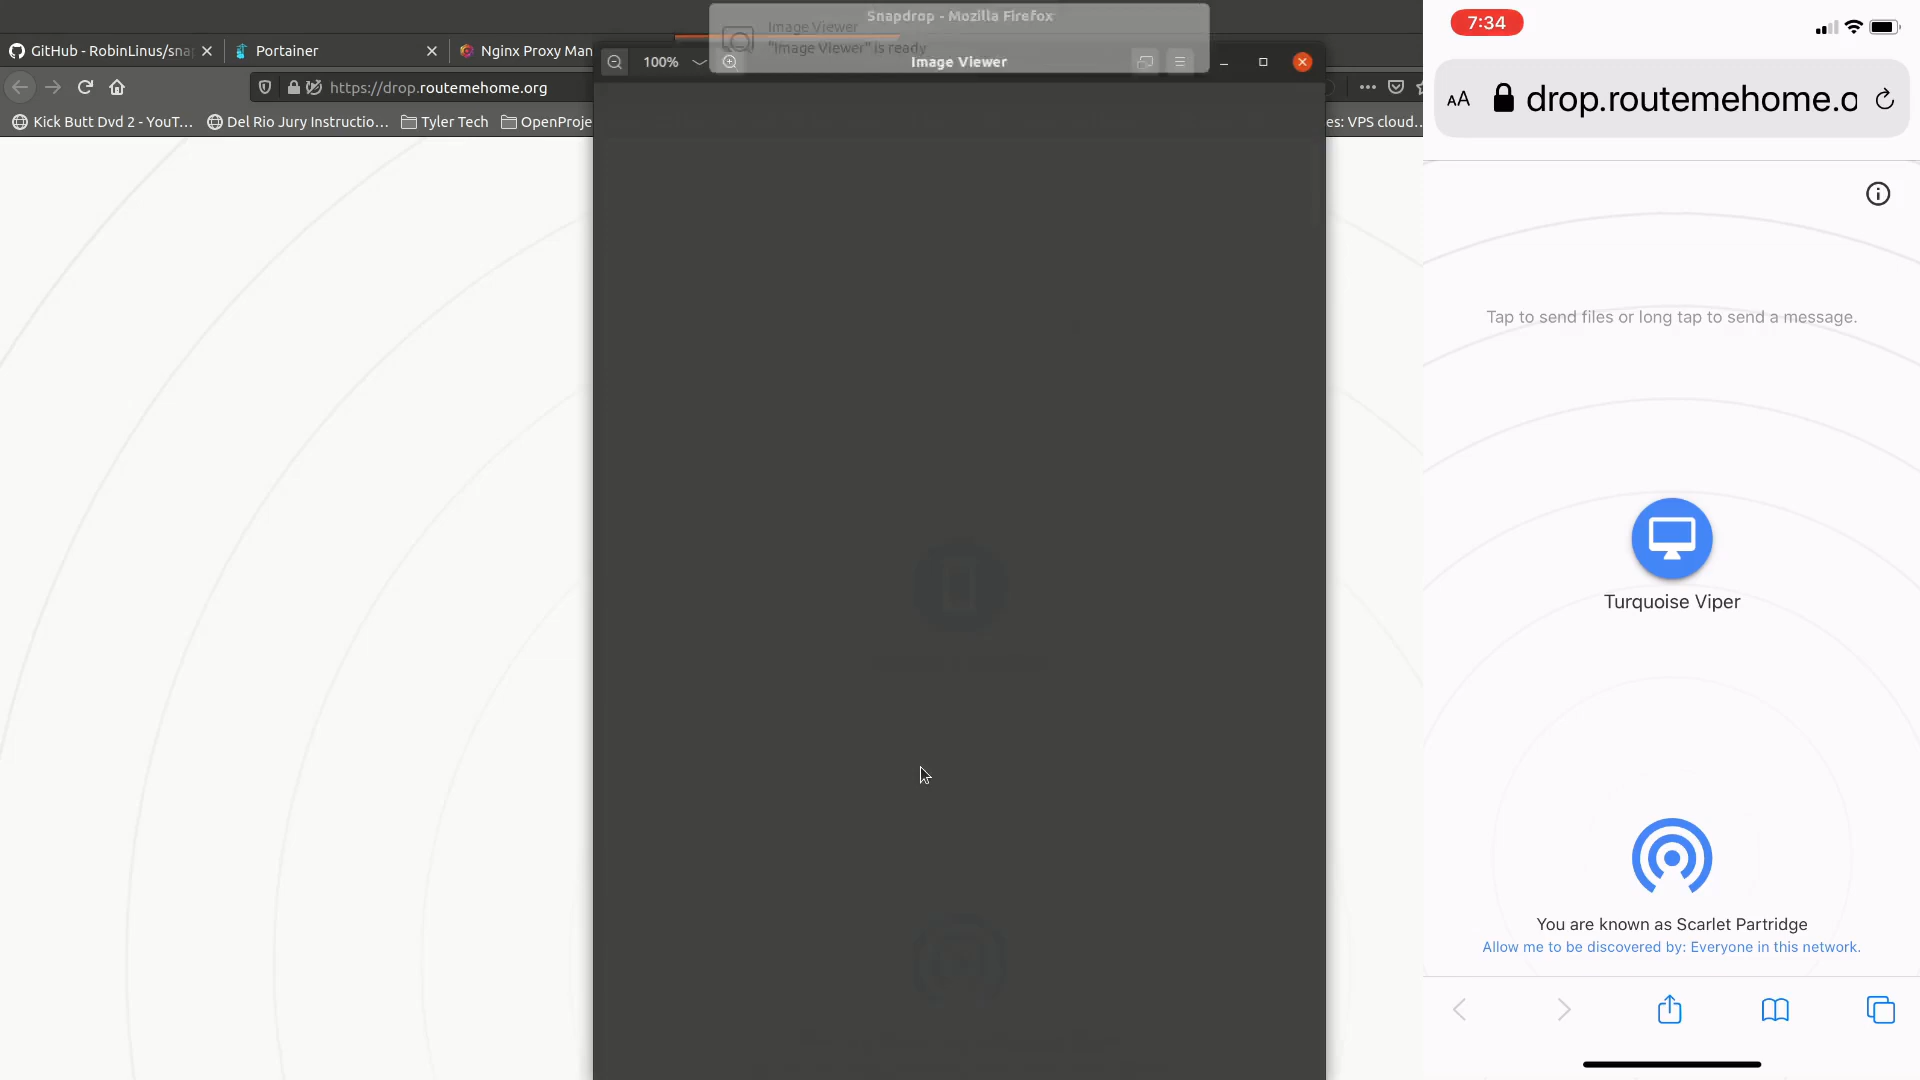 Snapdrop - Mozilla Firefox
Image Viewer
"Image Viewer" is ready
GitHub - RobinLinus/sna
Portainer
Nginx Proxy Man
100%
Image Viewer
https://drop.routemehome.org
Kick Butt Dvd 2 - YouT...
Del Rio Jury Instructio...
Tyler Tech
OpenProje
es: VPS cloud...
7:34
AA
drop.routemehome.o
Tap to send files or long tap to send a message.
Turquoise Viper
You are known as Scarlet Partridge
Allow me to be discovered by: Everyone in this network.